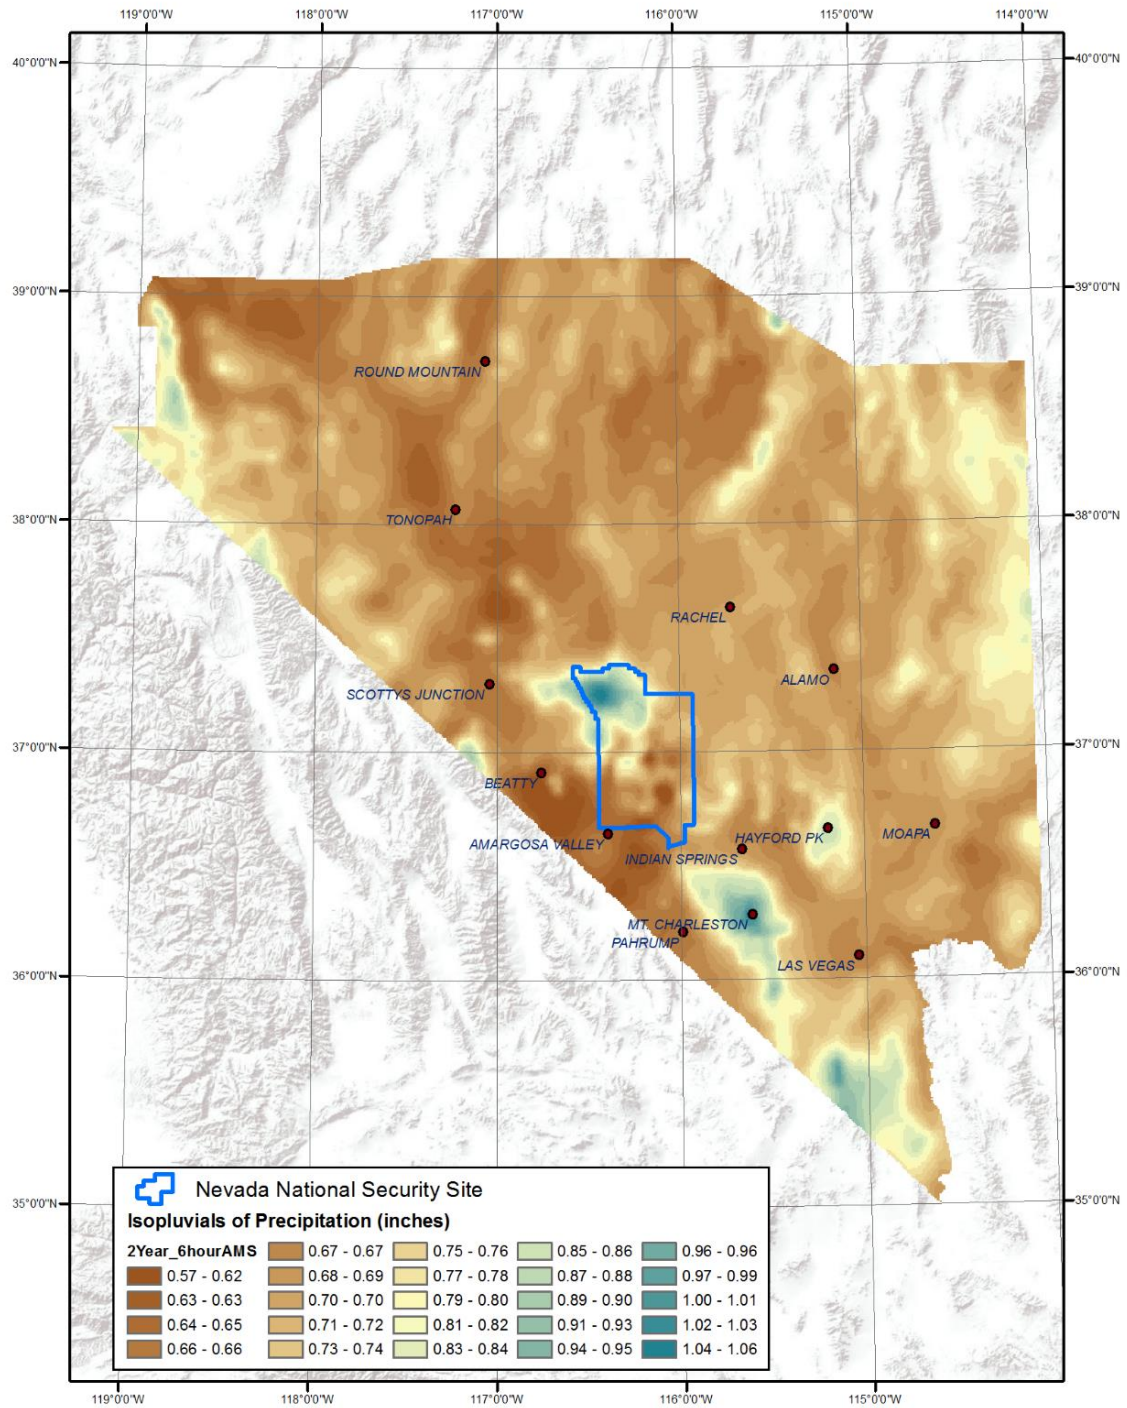 119°0'0"W 118°0'0"W 117°0'0"W 116°0'0"W 115°0'0"W 114°0'0"W
40°0'0"N 40°0'0"N
39°0'0"N 39°0'0"N
ROUND MOUNTAIN
38°0'0"N 38°0'0"N
TONOPAH
RACHEL
ALAMO
SCOTTYS JUNCTION
37°0'0"N 37°0'0"N
BEATTY
HAYFORD PK
MOAPA
AMARGOSA VALLEY
INDIAN SPRINGS
MT. CHARLESTON
PAHRUMP
LAS VEGAS
36°0'0"N 36°0'0"N
35°0'0"N 35°0'0"N
Nevada National Security Site
Isopluvials of Precipitation (inches)
2Year_6hourAMS 0.67 - 0.67 0.75 - 0.76 0.85 - 0.86 0.96 - 0.96
0.57 - 0.62 0.68 - 0.69 0.77 - 0.78 0.87 - 0.88 0.97 - 0.99
0.63 - 0.63 0.70 - 0.70 0.79 - 0.80 0.89 - 0.90 1.00 - 1.01
0.64 - 0.65 0.71 - 0.72 0.81 - 0.82 0.91 - 0.93 1.02 - 1.03
0.66 - 0.66 0.73 - 0.74 0.83 - 0.84 0.94 - 0.95 1.04 - 1.06
119°0'0"W 118°0'0"W 117°0'0"W 116°0'0"W 115°0'0"W